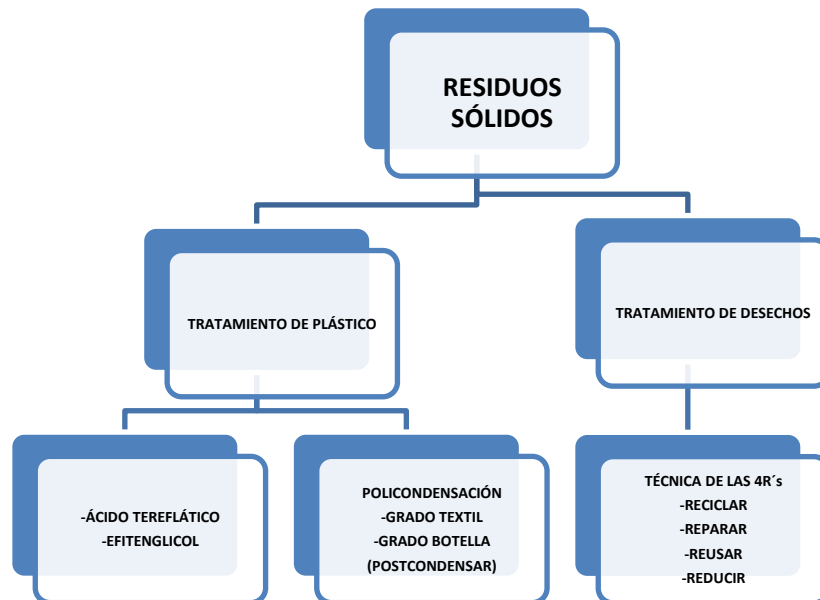 RESIDUOS
SÓLIDOS
TRATAMIENTO DE PLÁSTICO
TRATAMIENTO DE DESECHOS
-ÁCIDO TEREFLÁTICO
-EFITENGLICOL
POLICONDENSACIÓN
-GRADO TEXTIL
-GRADO BOTELLA
(POSTCONDENSAR)
TÉCNICA DE LAS 4R´s
-RECICLAR
-REPARAR
-REUSAR
-REDUCIR